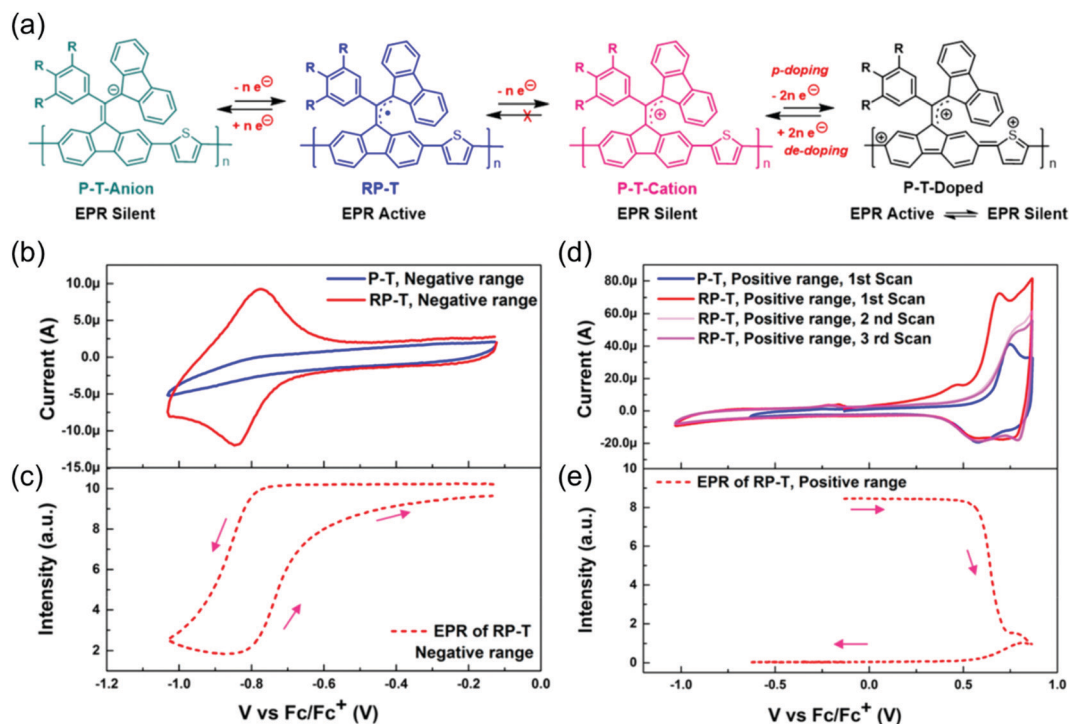 (a)
R
R
R
⊖
- n e⊖
+ n e⊖
S
n
P-T-Anion
EPR Silent
R
R
R
•
- n e⊖
X
S
n
RP-T
EPR Active
R
R
R
⊕
S
n
P-T-Cation
EPR Silent
p-doping
- 2n e⊖
+ 2n e⊖
de-doping
R
R
R
⊕
⊕
⊕
S
n
P-T-Doped
EPR Active ⇌ EPR Silent
(b)
P-T, Negative range
RP-T, Negative range
Current (A)
10.0µ
5.0µ
0.0
-5.0µ
-10.0µ
-15.0µ
(c)
Intensity (a.u.)
10
8
6
4
2
EPR of RP-T
Negative range
-1.2 -1.0 -0.8 -0.6 -0.4 -0.2 0.0
V vs Fc/Fc+ (V)
(d)
P-T, Positive range, 1st Scan
RP-T, Positive range, 1st Scan
RP-T, Positive range, 2 nd Scan
RP-T, Positive range, 3 rd Scan
Current (A)
80.0µ
60.0µ
40.0µ
20.0µ
0.0
-20.0µ
(e)
EPR of RP-T, Positive range
Intensity (a.u.)
10
8
6
4
2
0
-1.0 -0.5 0.0 0.5 1.0
V vs Fc/Fc+ (V)